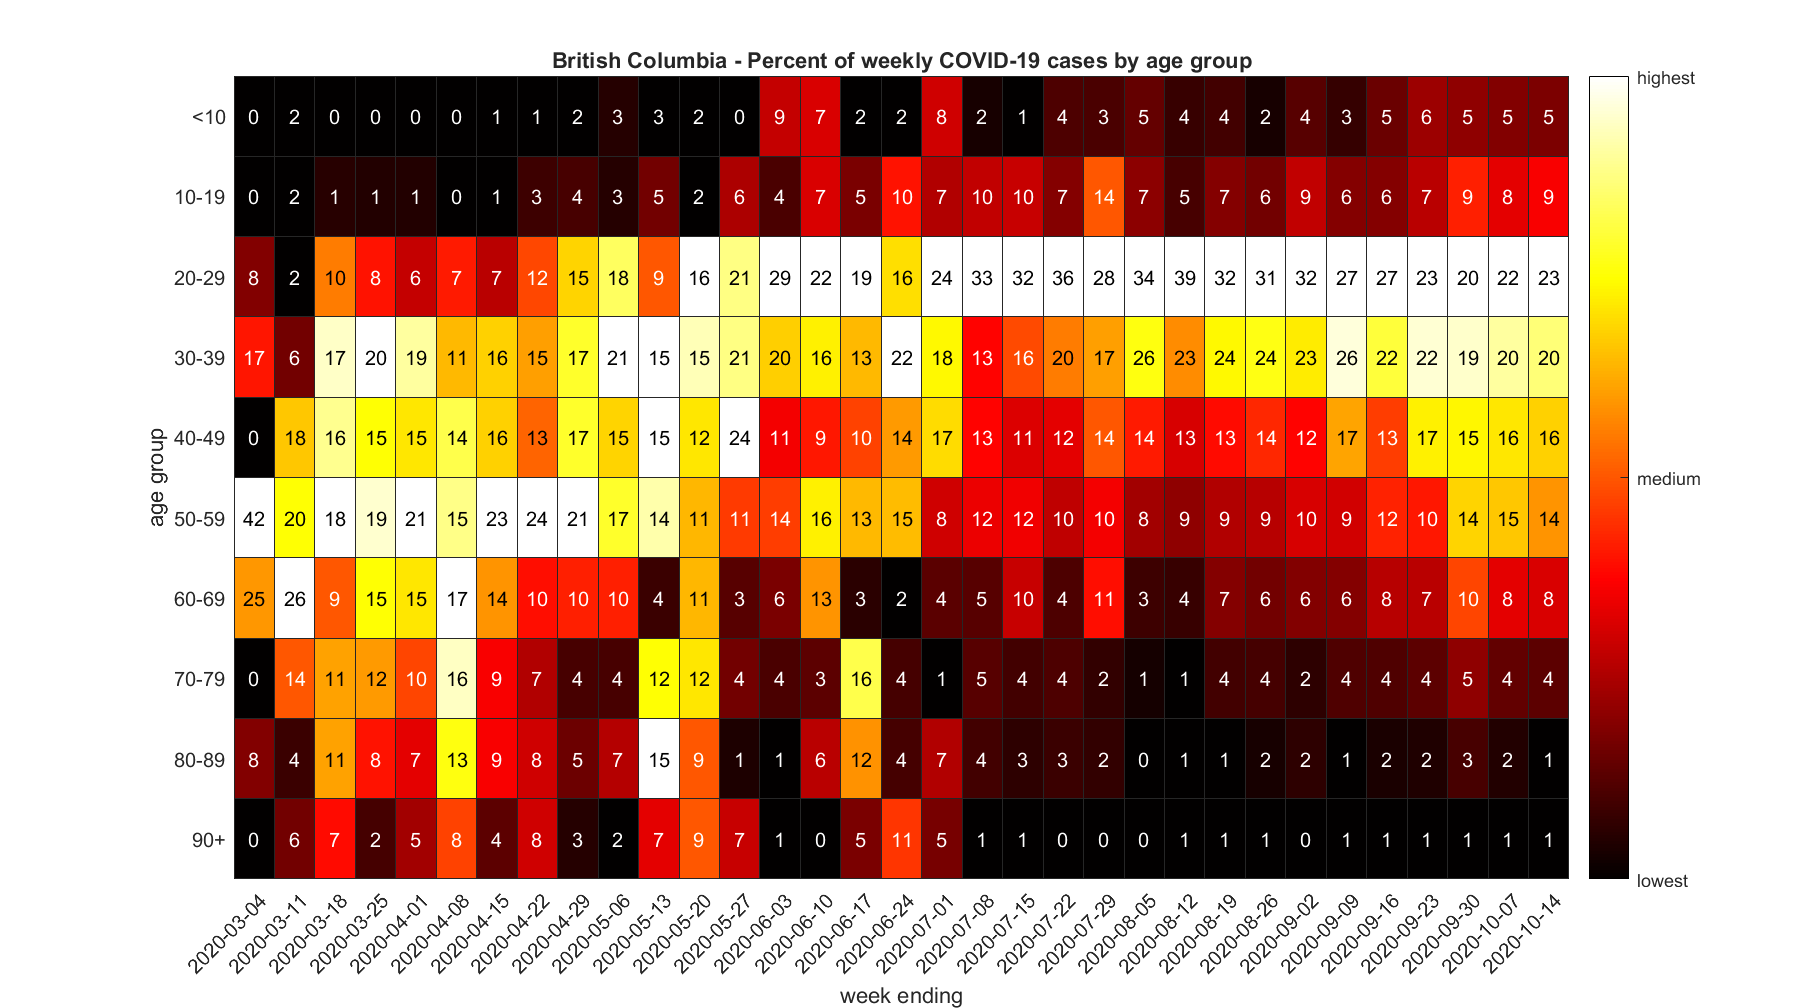 British Columbia - Percent of weekly COVID-19 cases by age group
highest
<10 0 2 0 0 0 0 1 1 2 3 3 2 0 9 7 2 2 8 2 1 4 3 5 4 4 2 4 3 5 6 5 5 5
10-19 0 2 1 1 1 0 1 3 4 3 5 2 6 4 7 5 10 7 10 10 7 14 7 5 7 6 9 6 6 7 9 8 9
20-29 8 2 10 8 6 7 7 12 15 18 9 16 21 29 22 19 16 24 33 32 36 28 34 39 32 31 32 27 27 23 20 22 23
30-39 17 6 17 20 19 11 16 15 17 21 15 15 21 20 16 13 22 18 13 16 20 17 26 23 24 24 23 26 22 22 19 20 20
40-49 0 18 16 15 15 14 16 13 17 15 15 12 24 11 9 10 14 17 13 11 12 14 14 13 13 14 12 17 13 17 15 16 16
age group
medium
50-59 42 20 18 19 21 15 23 24 21 17 14 11 11 14 16 13 15 8 12 12 10 10 8 9 9 9 10 9 12 10 14 15 14
60-69 25 26 9 15 15 17 14 10 10 10 4 11 3 6 13 3 2 4 5 10 4 11 3 4 7 6 6 6 8 7 10 8 8
70-79 0 14 11 12 10 16 9 7 4 4 12 12 4 4 3 16 4 1 5 4 4 2 1 1 4 4 2 4 4 4 5 4 4
80-89 8 4 11 8 7 13 9 8 5 7 15 9 1 1 6 12 4 7 4 3 3 2 0 1 1 2 2 1 2 2 3 2 1
90+ 0 6 7 2 5 8 4 8 3 2 7 9 7 1 0 5 11 5 1 1 0 0 0 1 1 1 0 1 1 1 1 1 1
lowest
2020-03-04 2020-03-11 2020-03-18 2020-03-25 2020-04-01 2020-04-08 2020-04-15 2020-04-22 2020-04-29 2020-05-06 2020-05-13 2020-05-20 2020-05-27 2020-06-03 2020-06-10 2020-06-17 2020-06-24 2020-07-01 2020-07-08 2020-07-15 2020-07-22 2020-07-29 2020-08-05 2020-08-12 2020-08-19 2020-08-26 2020-09-02 2020-09-09 2020-09-16 2020-09-23 2020-09-30 2020-10-07 2020-10-14
week ending